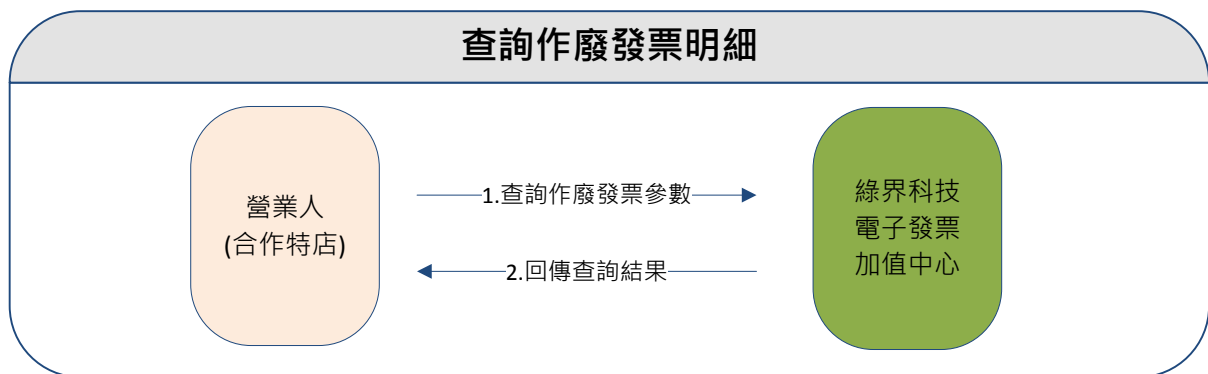 查詢作廢發票明細
營業人
(合作特店)
1.查詢作廢發票參數
2.回傳查詢結果
綠界科技
電子發票
加值中心